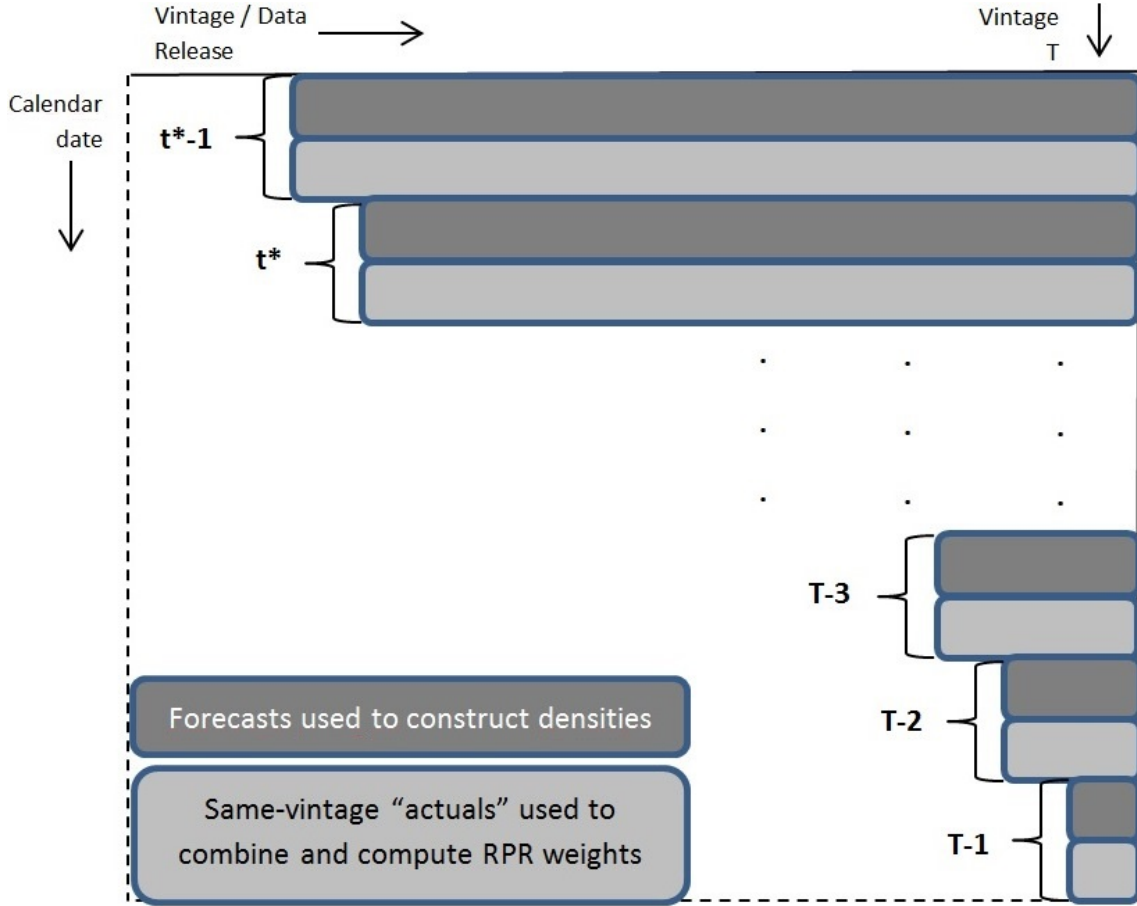 Vintage / Data
Release
Vintage
T
Calendar
date
t*-1
t*
T-3
T-2
T-1
Forecasts used to construct densities
Same-vintage “actuals” used to
combine and compute RPR weights